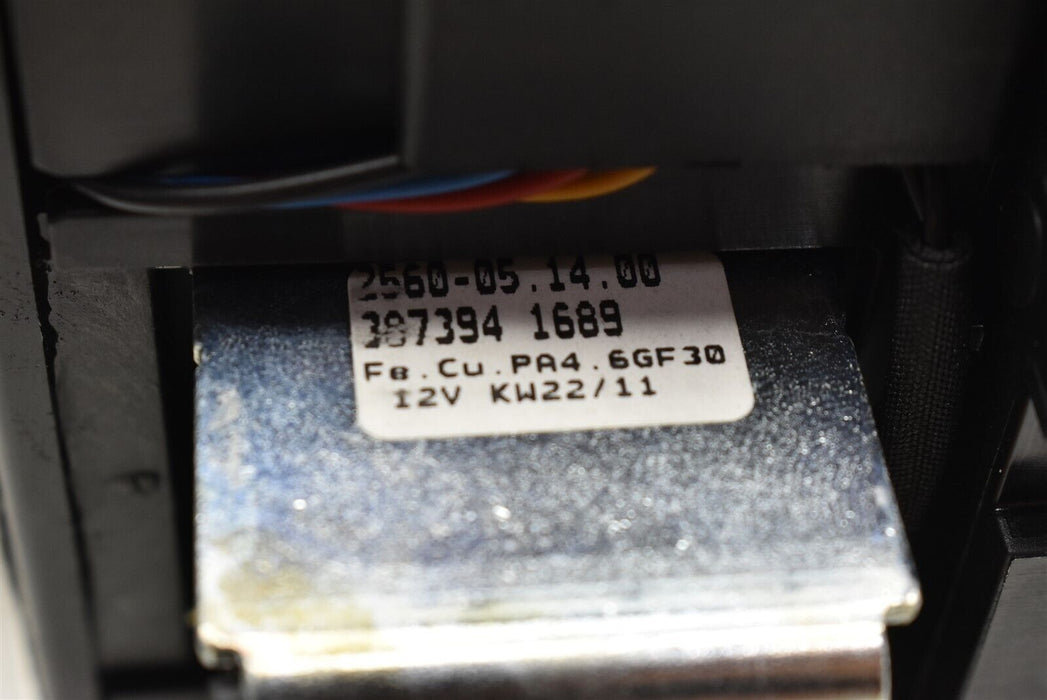 2560-05.14.00
387394 1689
Fe.Cu.PA4.6GF30
12V KW22/11